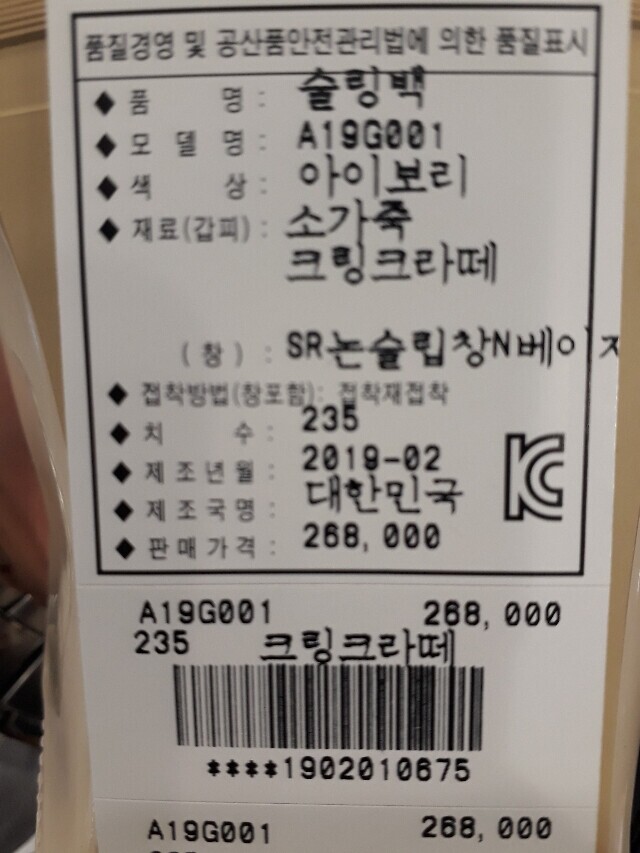 품질경영 및 공산품안전관리법에 의한 품질표시
◆ 품 명 : 슬링백
◆ 모 델 명 : A19G001
◆ 색 상 : 아이보리
◆ 재료(갑피) : 소가죽
크링크라떼
(창) : SR논슬립창N베이지
◆ 접착방법(창포함): 접착재접착
◆ 치 수 : 235
◆ 제 조 년 월 : 2019-02
◆ 제 조 국 명 : 대한민국
◆ 판 매 가 격 : 268,000
A19G001 268,000
235 크링크라떼
****1902010675
A19G001 268,000